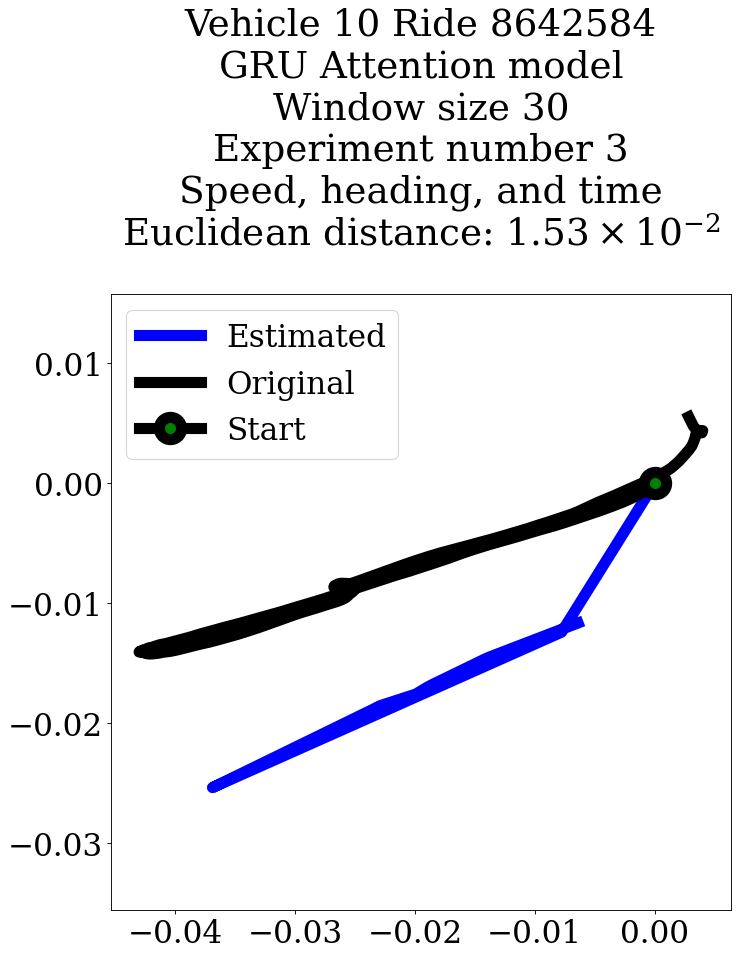 Vehicle 10 Ride 8642584
GRU Attention model
Window size 30
Experiment number 3
Speed, heading, and time
Euclidean distance: 1.53 × 10⁻²
Estimated
Original
Start
0.01
0.00
−0.01
−0.02
−0.03
−0.04 −0.03 −0.02 −0.01 0.00